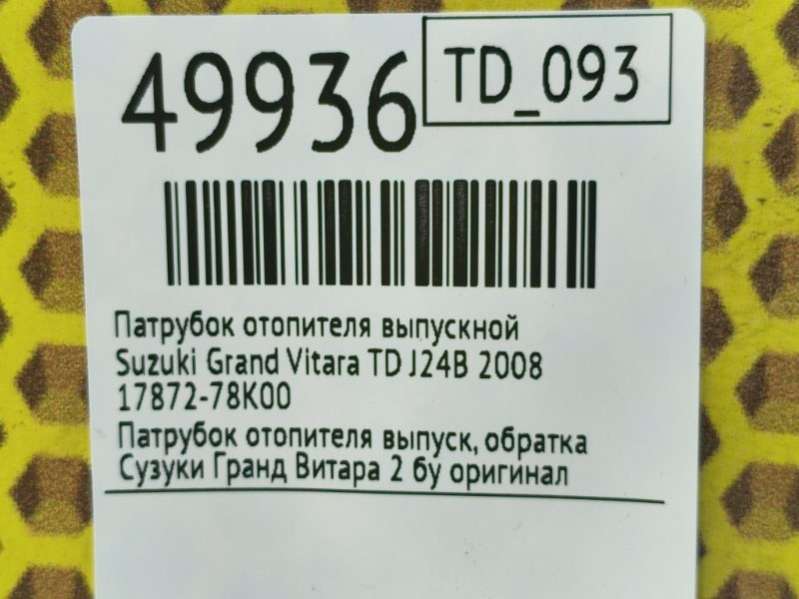 49936 TD_093
Патрубок отопителя выпускной
Suzuki Grand Vitara TD J24B 2008
17872-78K00
Патрубок отопителя выпуск, обратка
Сузуки Гранд Витара 2 бу оригинал